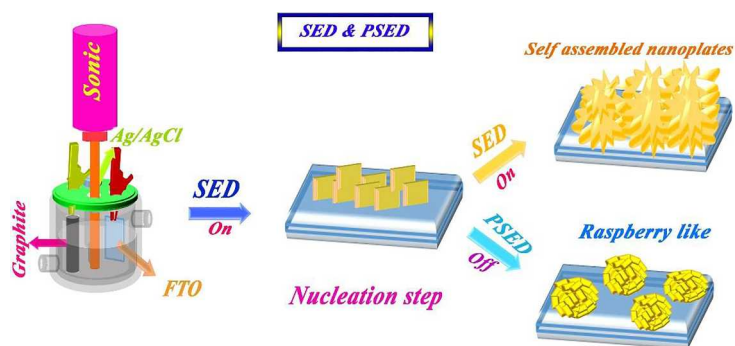 SED & PSED
Sonic
Ag/AgCl
Graphite
FTO
SED
On
Nucleation step
SED
On
PSED
Off
Self assembled nanoplates
Raspberry like